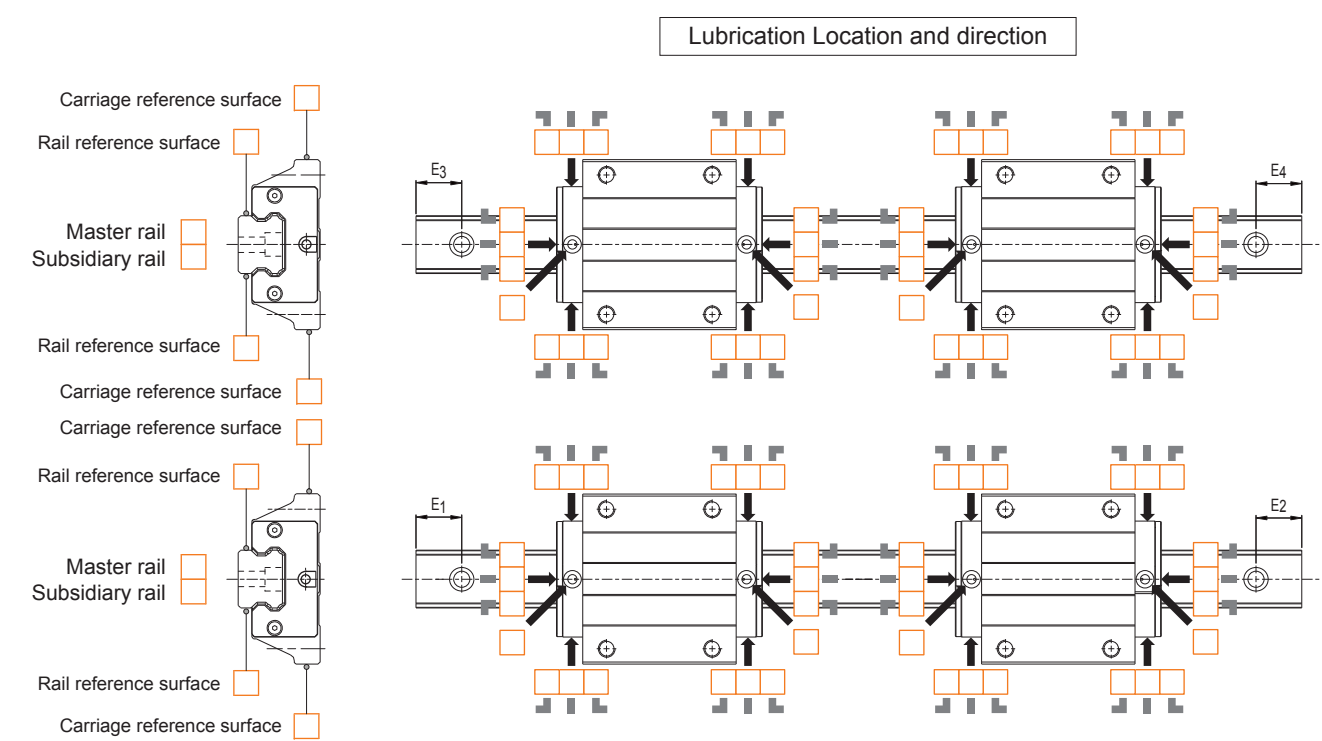 Lubrication Location and direction
Carriage reference surface
Rail reference surface
E3
E4
Master rail
Subsidiary rail
Rail reference surface
Carriage reference surface
Carriage reference surface
Rail reference surface
E1
E2
Master rail
Subsidiary rail
Rail reference surface
Carriage reference surface